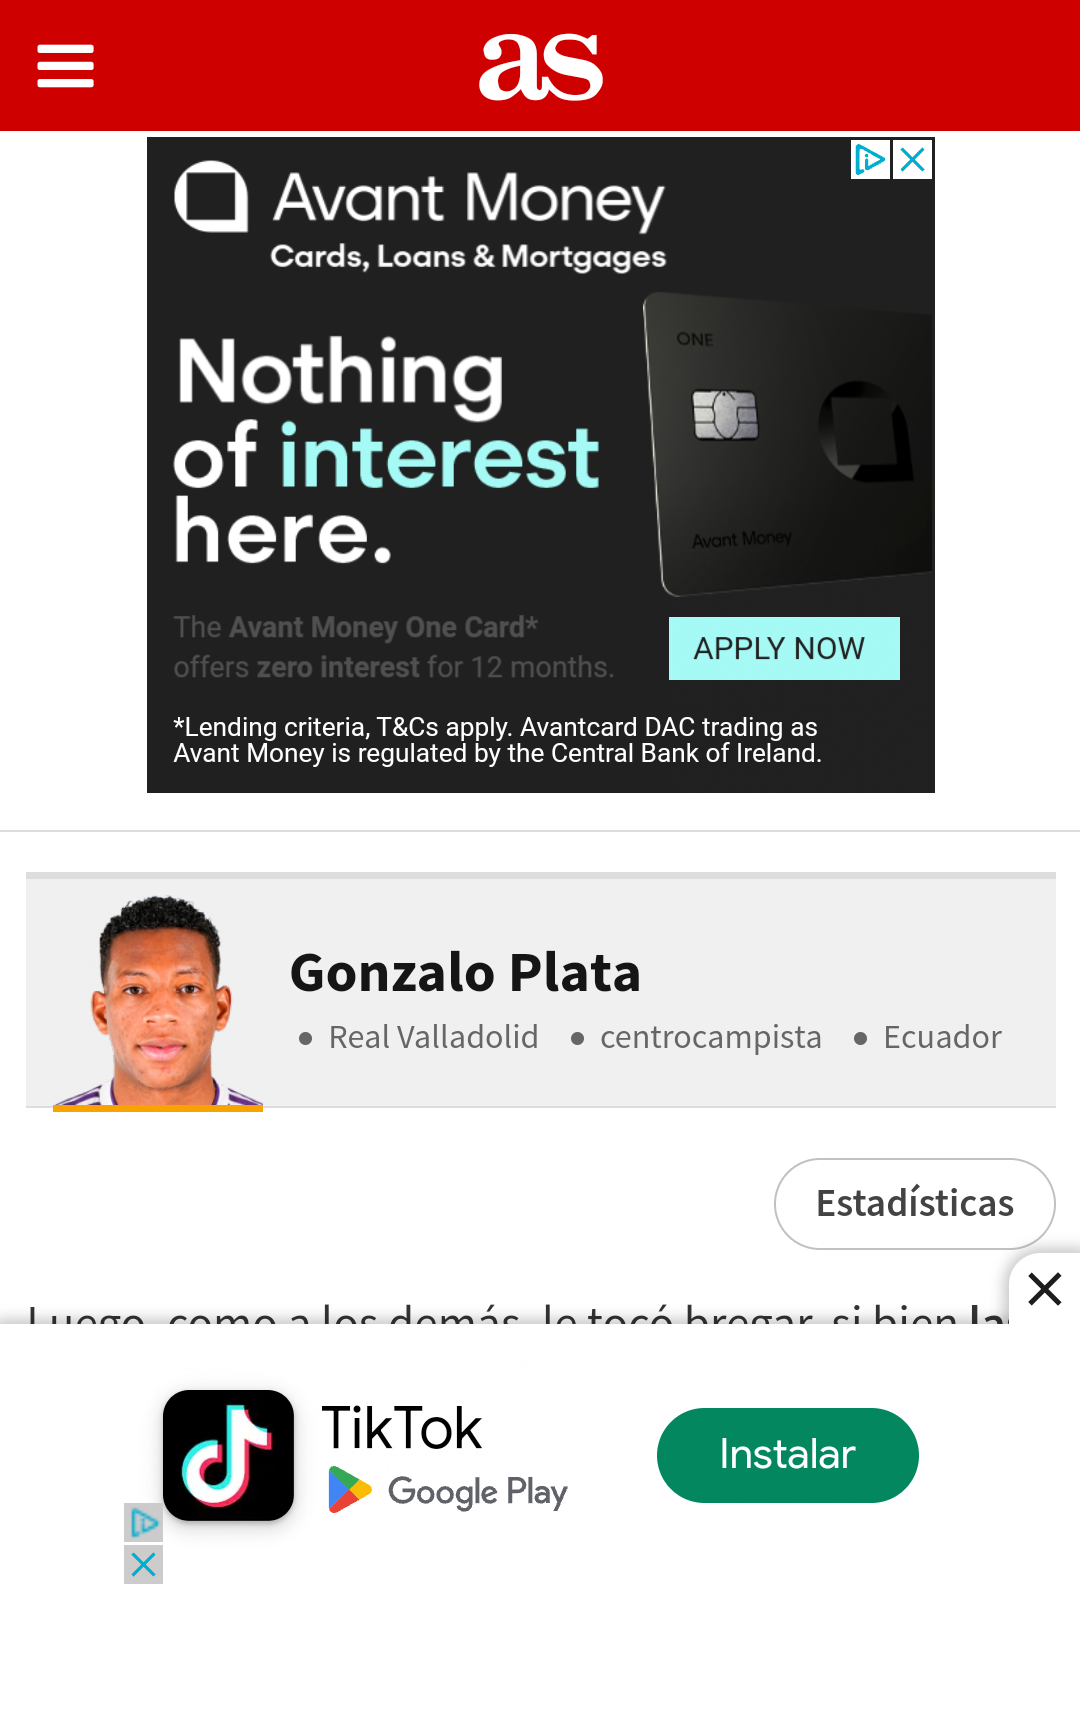 as
Avant Money
Cards, Loans & Mortgages
Nothing
of interest
here.
ONE
Avant Money
The Avant Money One Card*
offers zero interest for 12 months.
APPLY NOW
*Lending criteria, T&Cs apply. Avantcard DAC trading as
Avant Money is regulated by the Central Bank of Ireland.
Gonzalo Plata
• Real Valladolid • centrocampista • Ecuador
Estadísticas
Luego, como a los demás, le tocó bregar, si bien
TikTok
Google Play
Instalar